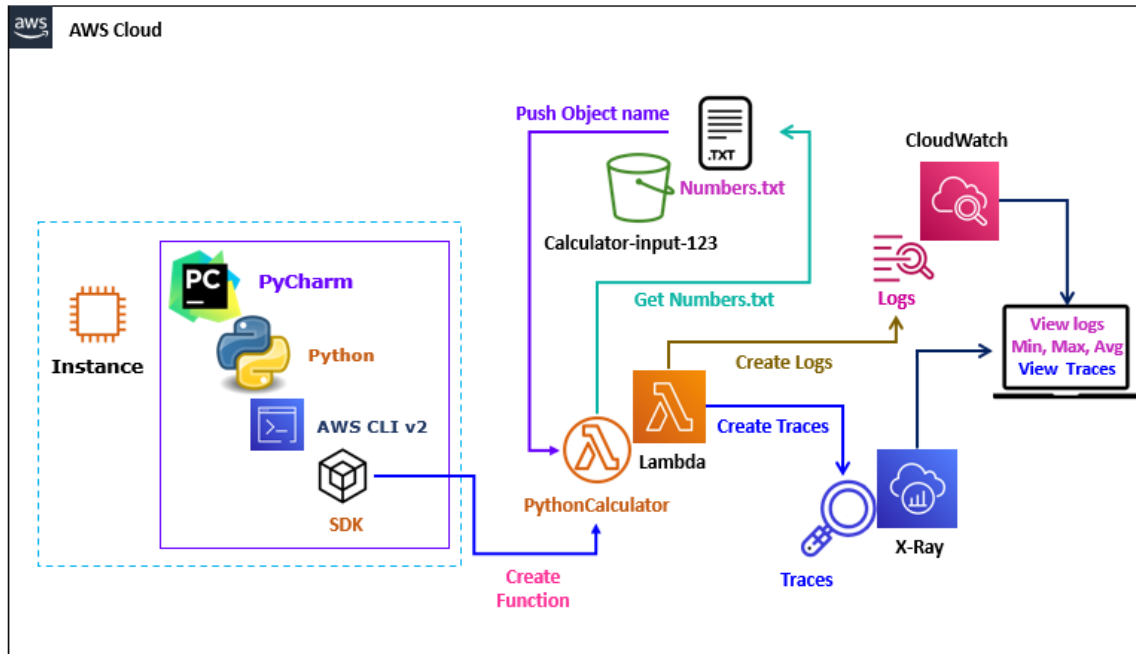 aws
AWS Cloud
Push Object name
.TXT
Numbers.txt
Calculator-input-123
CloudWatch
PC
PyCharm
Get Numbers.txt
Logs
Instance
Python
View logs
Min, Max, Avg
View Traces
Create Logs
AWS CLI v2
Create Traces
Lambda
PythonCalculator
SDK
X-Ray
Traces
Create
Function